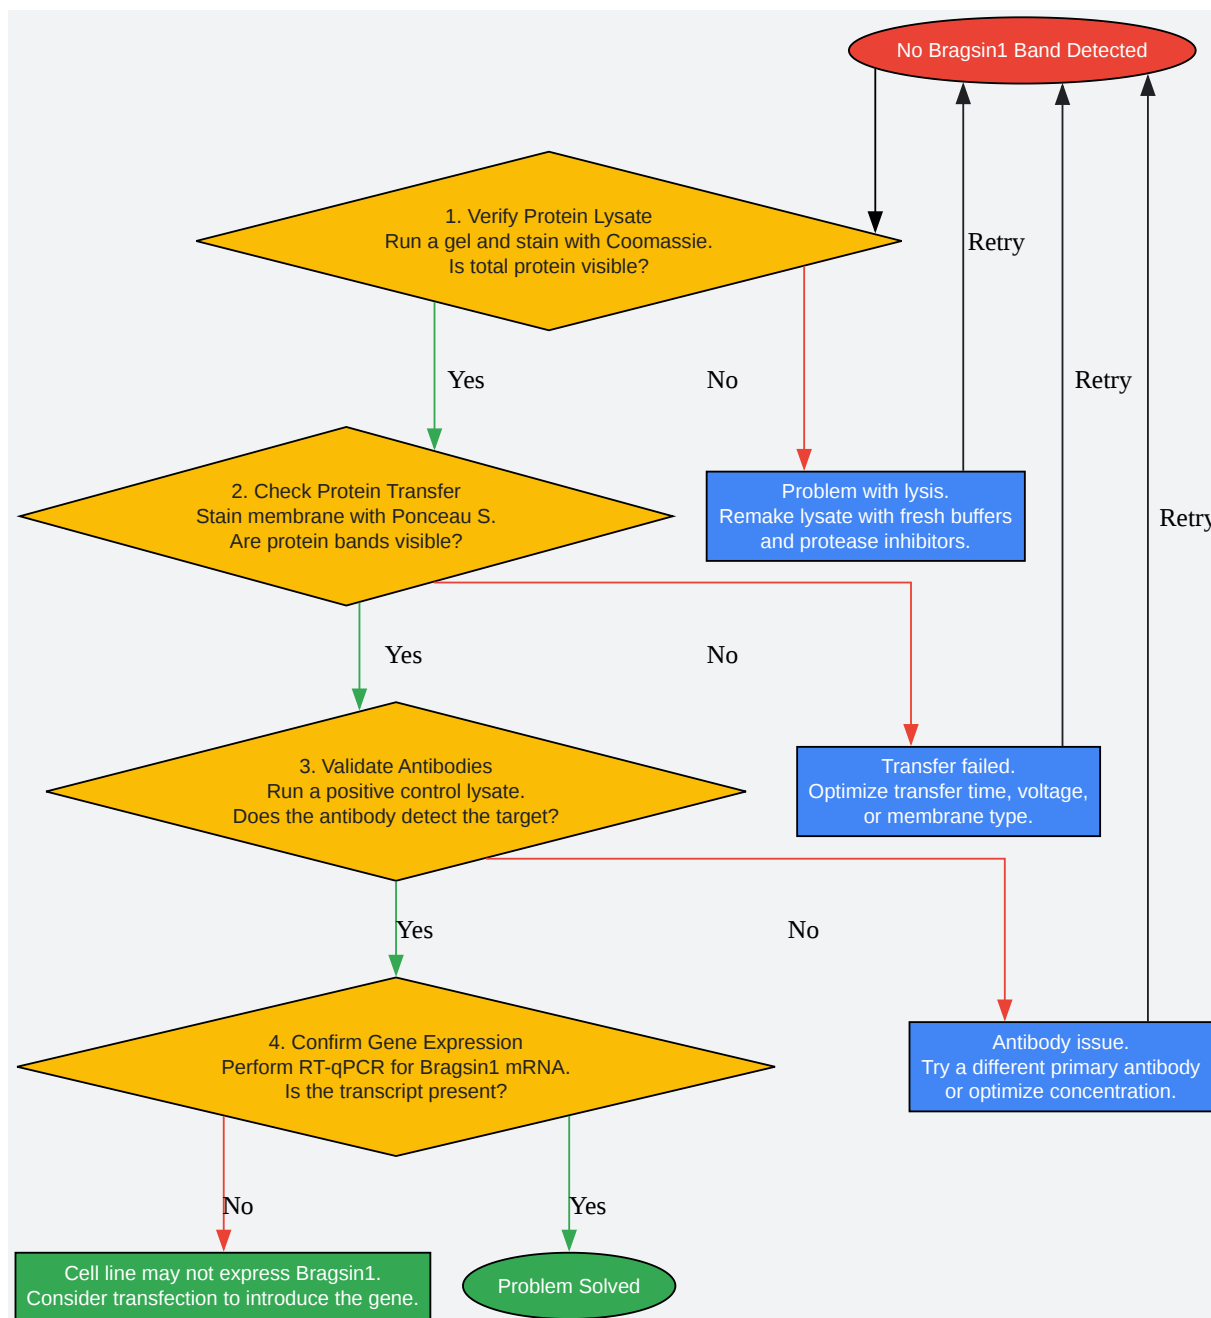 No Bragsin1 Band Detected
1. Verify Protein Lysate
Run a gel and stain with Coomassie.
Is total protein visible?
Retry
Yes
No
Retry
2. Check Protein Transfer
Stain membrane with Ponceau S.
Are protein bands visible?
Problem with lysis.
Remake lysate with fresh buffers
and protease inhibitors.
Retry
Yes
No
3. Validate Antibodies
Run a positive control lysate.
Does the antibody detect the target?
Transfer failed.
Optimize transfer time, voltage,
or membrane type.
Yes
No
4. Confirm Gene Expression
Perform RT-qPCR for Bragsin1 mRNA.
Is the transcript present?
Antibody issue.
Try a different primary antibody
or optimize concentration.
No
Yes
Cell line may not express Bragsin1.
Consider transfection to introduce the gene.
Problem Solved